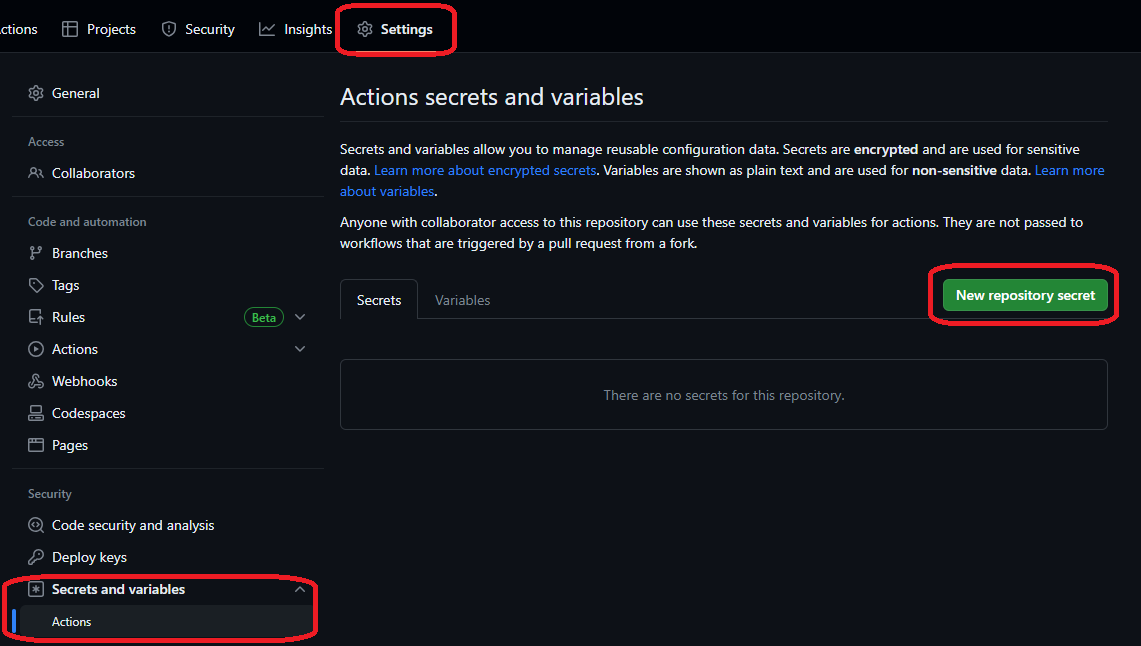 ctions
Projects
Security
Insights
Settings
General
Access
Collaborators
Code and automation
Branches
Tags
Rules
Beta
Actions
Webhooks
Codespaces
Pages
Security
Code security and analysis
Deploy keys
Secrets and variables
Actions
Actions secrets and variables
Secrets and variables allow you to manage reusable configuration data. Secrets are encrypted and are used for sensitive
data. Learn more about encrypted secrets. Variables are shown as plain text and are used for non-sensitive data. Learn more
about variables.
Anyone with collaborator access to this repository can use these secrets and variables for actions. They are not passed to
workflows that are triggered by a pull request from a fork.
Secrets
Variables
New repository secret
There are no secrets for this repository.